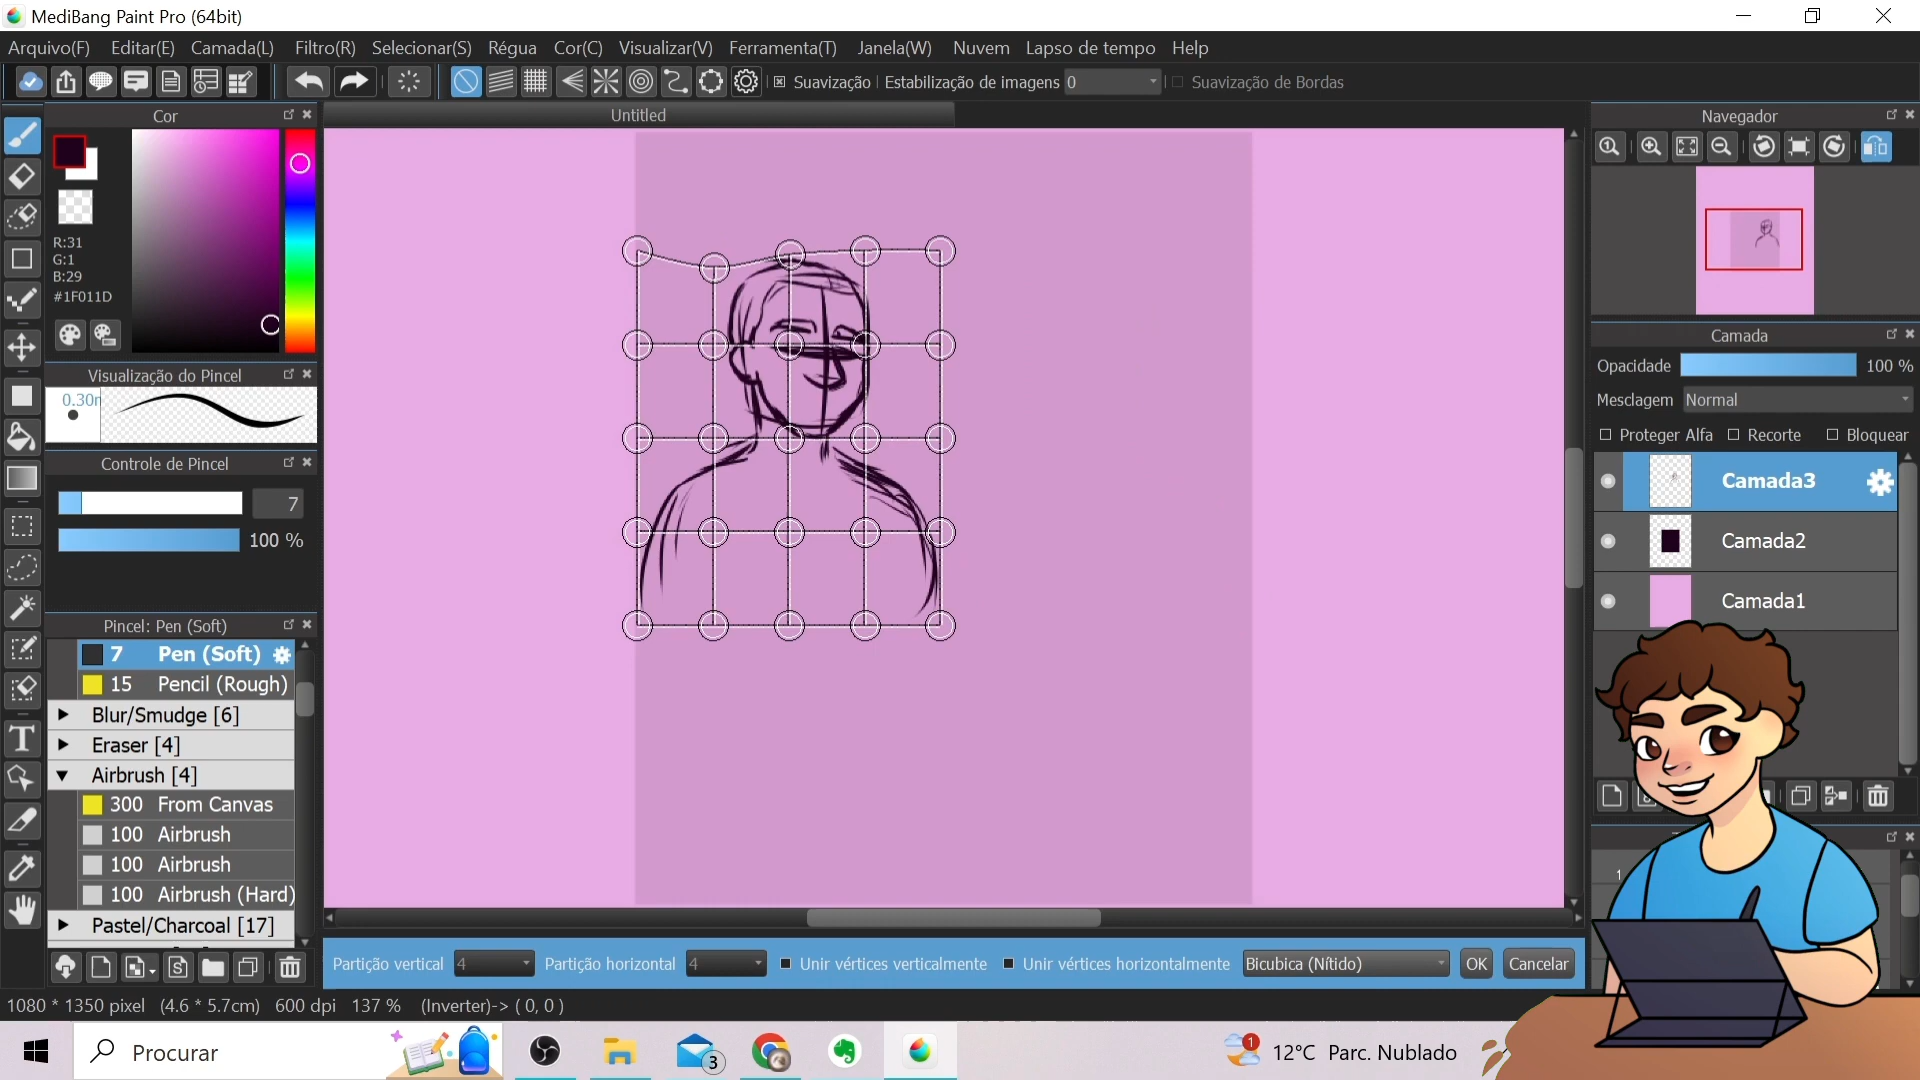 MediBang Paint Pro (64bit)
Arquivo(F) Editar(E) Camada(L) Filtro(R) Selecionar(S) Régua Cor(C) Visualizar(V) Ferramenta(T) Janela(W) Nuvem Lapso de tempo Help
Suavização Estabilização de imagens 0 Suavização de Bordas
Cor
Untitled
Navegador
R:31
G:1
B:29
#1F011D
Camada
Opacidade 100 %
Mesclagem Normal
Proteger Alfa Recorte Bloquear
Camada3
Camada2
Camada1
Visualização do Pincel
Controle de Pincel
7
100 %
Pincel: Pen (Soft)
7 Pen (Soft)
15 Pencil (Rough)
Blur/Smudge [6]
Eraser [4]
Airbrush [4]
300 From Canvas
100 Airbrush
100 Airbrush
100 Airbrush (Hard)
Pastel/Charcoal [17]
1
Partição vertical 4 Partição horizontal 4 Unir vértices verticalmente Unir vértices horizontalmente Bicubica (Nítido) OK Cancelar
1080 * 1350 pixel (4.6 * 5.7cm) 600 dpi 137 % (Inverter)-> ( 0, 0 )
Procurar
3
1
12°C Parc. Nublado